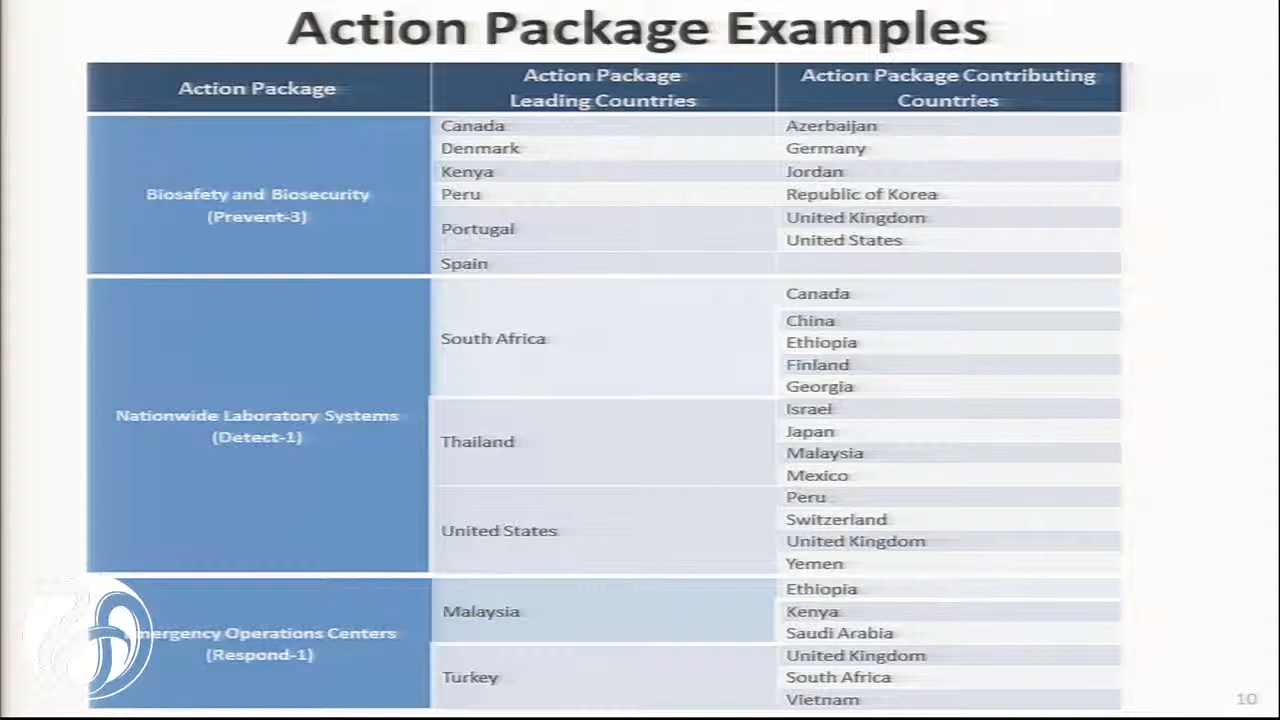 Action Package Examples
Action Package
Action Package
Leading Countries
Action Package Contributing
Countries
Biosafety and Biosecurity
(Prevent-3)
Canada
Denmark
Kenya
Peru
Portugal
Spain
Azerbaijan
Germany
Jordan
Republic of Korea
United Kingdom
United States
Nationwide Laboratory Systems
(Detect-1)
South Africa
Thailand
United States
Canada
China
Ethiopia
Finland
Georgia
Israel
Japan
Malaysia
Mexico
Peru
Switzerland
United Kingdom
Yemen
Emergency Operations Centers
(Respond-1)
Malaysia
Turkey
Ethiopia
Kenya
Saudi Arabia
United Kingdom
South Africa
Vietnam
10